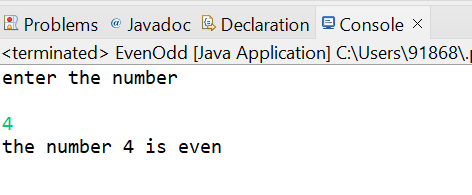 Problems @ Javadoc Declaration Console ×
<terminated> EvenOdd [Java Application] C:\Users\91868\.p
enter the number
4
the number 4 is even